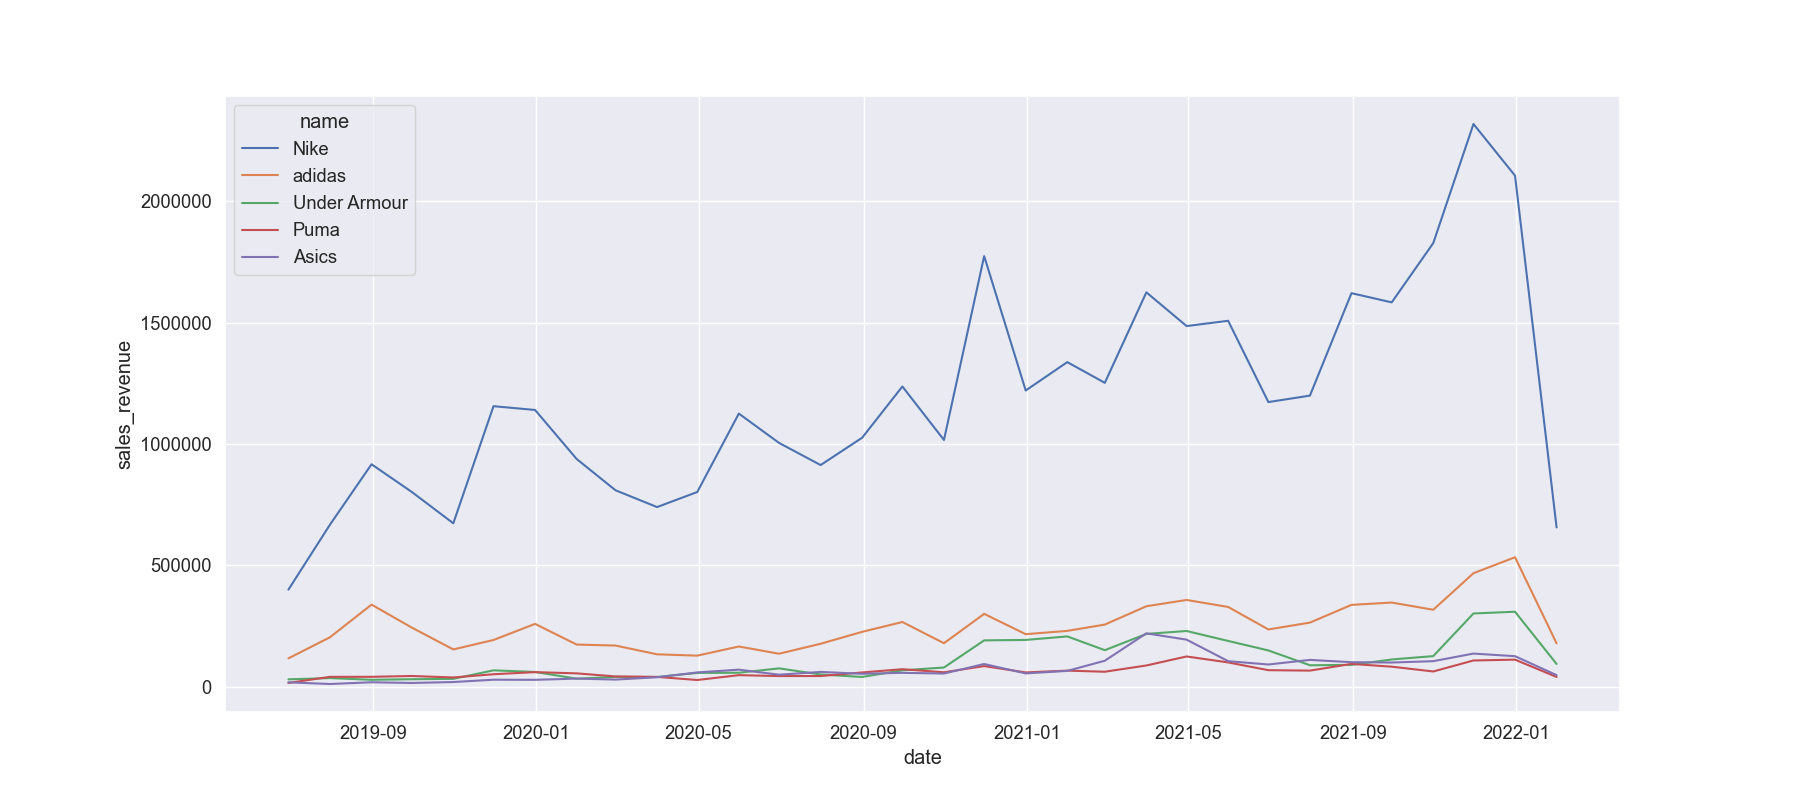 name
Nike
adidas
Under Armour
Puma
Asics
2000000
1500000
1000000
500000
0
sales_revenue
2019-09 2020-01 2020-05 2020-09 2021-01 2021-05 2021-09 2022-01
date